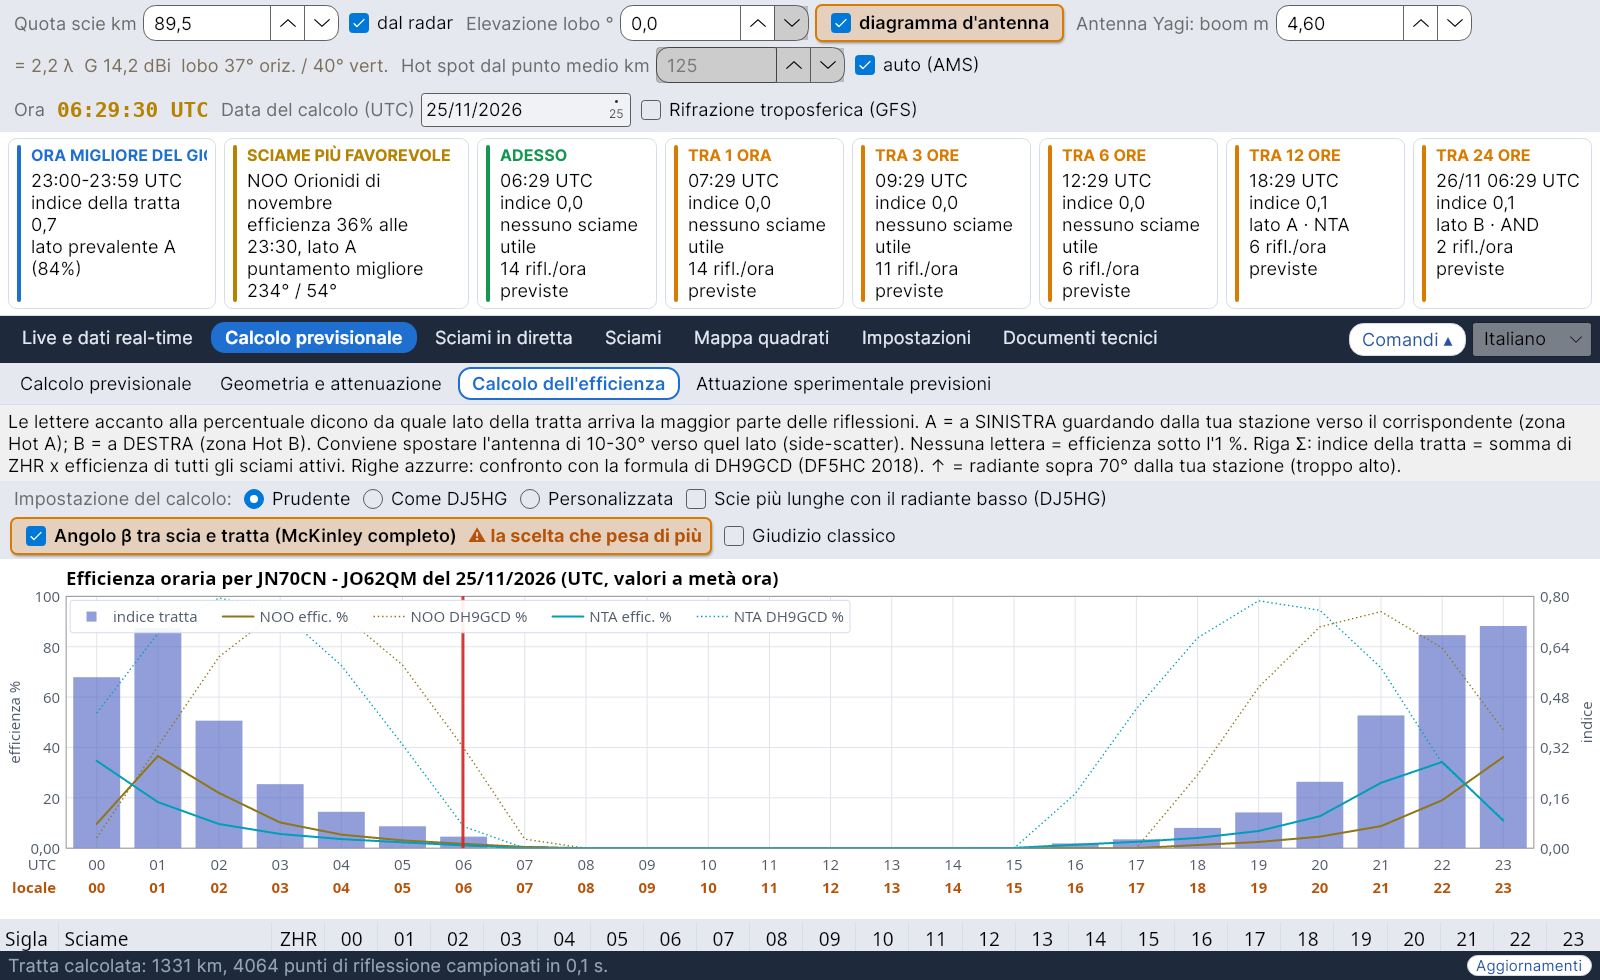 Quota scie km 89,5 dal radar Elevazione lobo ° 0,0 diagramma d'antenna Antenna Yagi: boom m 4,60
= 2,2 λ G 14,2 dBi lobo 37° oriz. / 40° vert. Hot spot dal punto medio km 125 auto (AMS)
Ora 06:29:30 UTC Data del calcolo (UTC) 25/11/2026 25 Rifrazione troposferica (GFS)
ORA MIGLIORE DEL GI
23:00-23:59 UTC
indice della tratta
0,7
lato prevalente A
(84%)
SCIAME PIÙ FAVOREVOLE
NOO Orionidi di
novembre
efficienza 36% alle
23:30, lato A
puntamento migliore
234° / 54°
ADESSO
06:29 UTC
indice 0,0
nessuno sciame
utile
14 rifl./ora
previste
TRA 1 ORA
07:29 UTC
indice 0,0
nessuno sciame
utile
14 rifl./ora
previste
TRA 3 ORE
09:29 UTC
indice 0,0
nessuno sciame
utile
11 rifl./ora
previste
TRA 6 ORE
12:29 UTC
indice 0,0
nessuno sciame
utile
6 rifl./ora
previste
TRA 12 ORE
18:29 UTC
indice 0,1
lato A · NTA
6 rifl./ora
previste
TRA 24 ORE
26/11 06:29 UTC
indice 0,1
lato B · AND
2 rifl./ora
previste
Live e dati real-time Calcolo previsionale Sciami in diretta Sciami Mappa quadrati Impostazioni Documenti tecnici Comandi ▴ Italiano
Calcolo previsionale Geometria e attenuazione Calcolo dell'efficienza Attuazione sperimentale previsioni
Le lettere accanto alla percentuale dicono da quale lato della tratta arriva la maggior parte delle riflessioni. A = a SINISTRA guardando dalla tua stazione verso il corrispondente (zona
Hot A); B = a DESTRA (zona Hot B). Conviene spostare l'antenna di 10-30° verso quel lato (side-scatter). Nessuna lettera = efficienza sotto l'1 %. Riga Σ: indice della tratta = somma di
ZHR x efficienza di tutti gli sciami attivi. Righe azzurre: confronto con la formula di DH9GCD (DF5HC 2018). ↑ = radiante sopra 70° dalla tua stazione (troppo alto).
Impostazione del calcolo: Prudente Come DJ5HG Personalizzata Scie più lunghe con il radiante basso (DJ5HG)
Angolo β tra scia e tratta (McKinley completo) ⚠ la scelta che pesa di più Giudizio classico
Efficienza oraria per JN70CN - JO62QM del 25/11/2026 (UTC, valori a metà ora)
indice tratta NOO effic. % NOO DH9GCD % NTA effic. % NTA DH9GCD %
efficienza %
100
80
60
40
20
0,00
0,80
0,64
0,48
0,32
0,16
0,00
indice
UTC 00 01 02 03 04 05 06 07 08 09 10 11 12 13 14 15 16 17 18 19 20 21 22 23
locale 00 01 02 03 04 05 06 07 08 09 10 11 12 13 14 15 16 17 18 19 20 21 22 23
Sigla Sciame ZHR 00 01 02 03 04 05 06 07 08 09 10 11 12 13 14 15 16 17 18 19 20 21 22 23
Tratta calcolata: 1331 km, 4064 punti di riflessione campionati in 0,1 s. Aggiornamenti